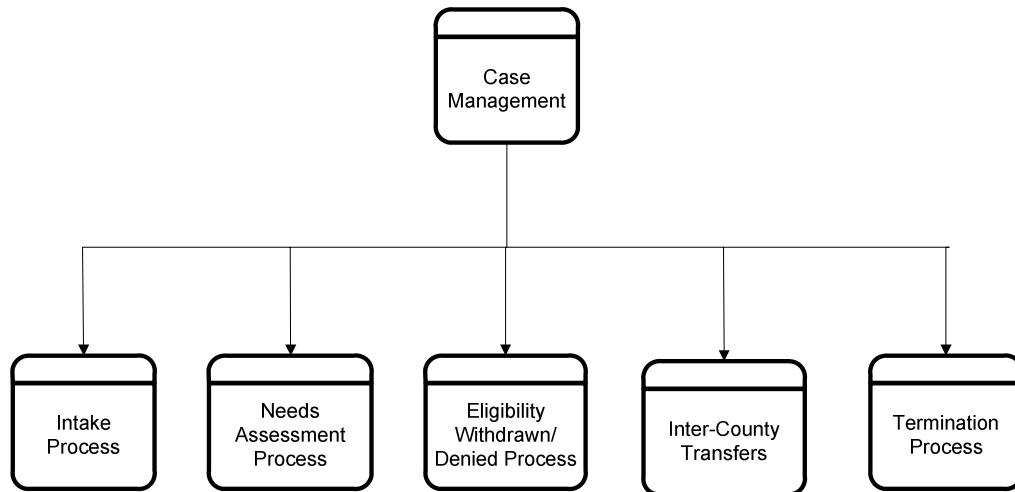 Case
Management
Intake
Process
Needs
Assessment
Process
Eligibility
Withdrawn/
Denied Process
Inter-County
Transfers
Termination
Process